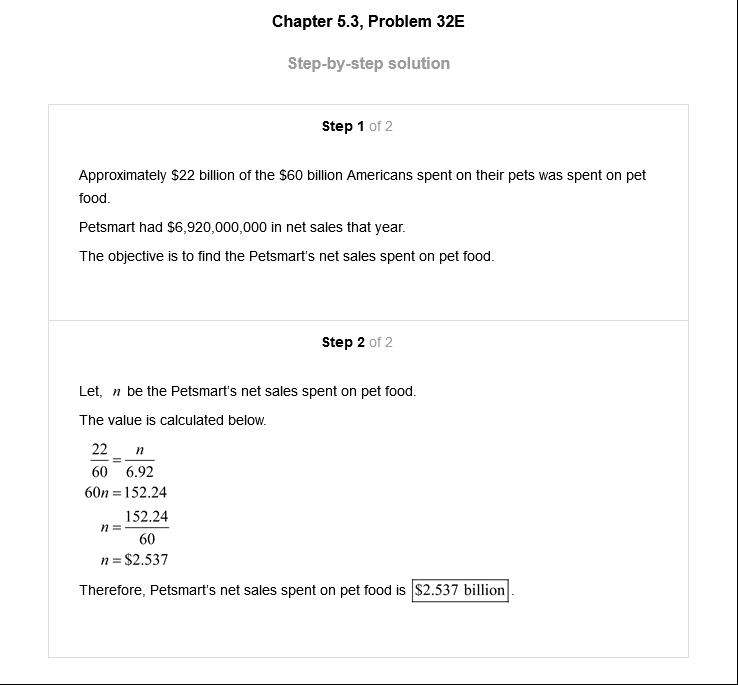 Chapter 5.3, Problem 32E
Step-by-step solution
Step 1 of 2
Approximately $22 billion of the $60 billion Americans spent on their pets was spent on pet
food.
Petsmart had $6,920,000,000 in net sales that year.
The objective is to find the Petsmart's net sales spent on pet food.
Step 2 of 2
Let, n be the Petsmart's net sales spent on pet food.
The value is calculated below.
22/60 = n/6.92
60n = 152.24
n = 152.24/60
n = $2.537
Therefore, Petsmart's net sales spent on pet food is $2.537 billion.